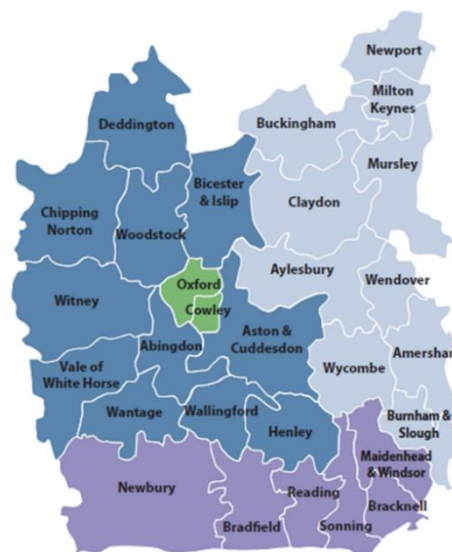 Newport
Milton
Keynes
Buckingham
Deddington
Mursley
Bicester
& Islip
Claydon
Chipping
Norton
Woodstock
Aylesbury
Wendover
Oxford
Witney
Cowley
Aston &
Cuddesdon
Abingdon
Amersham
Wycombe
Vale of
White Horse
Wantage
Wallingford
Burnham &
Slough
Henley
Maidenhead
& Windsor
Newbury
Reading
Bracknell
Bradfield
Sonning